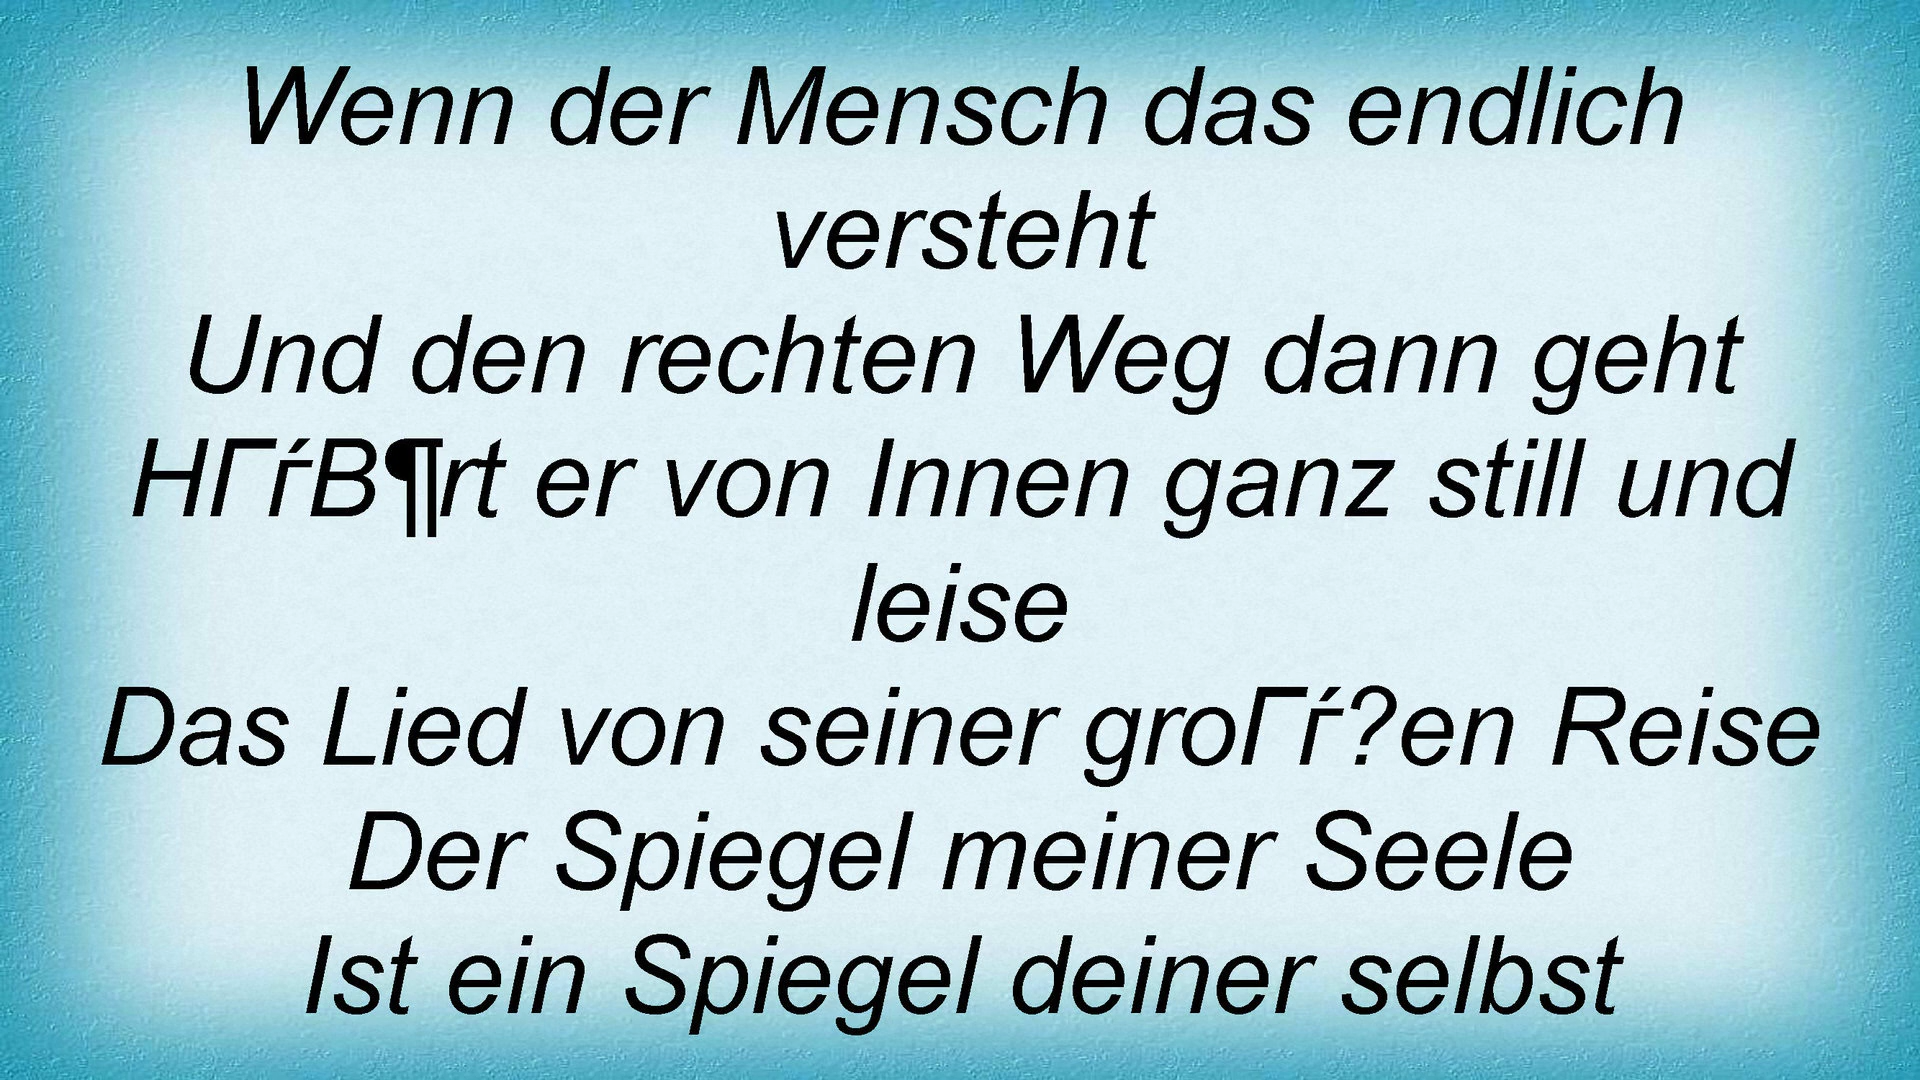 Wenn der Mensch das endlich
versteht
Und den rechten Weg dann geht
HГѓВ¶rt er von Innen ganz still und
leise
Das Lied von seiner groГѓ?en Reise
Der Spiegel meiner Seele
Ist ein Spiegel deiner selbst